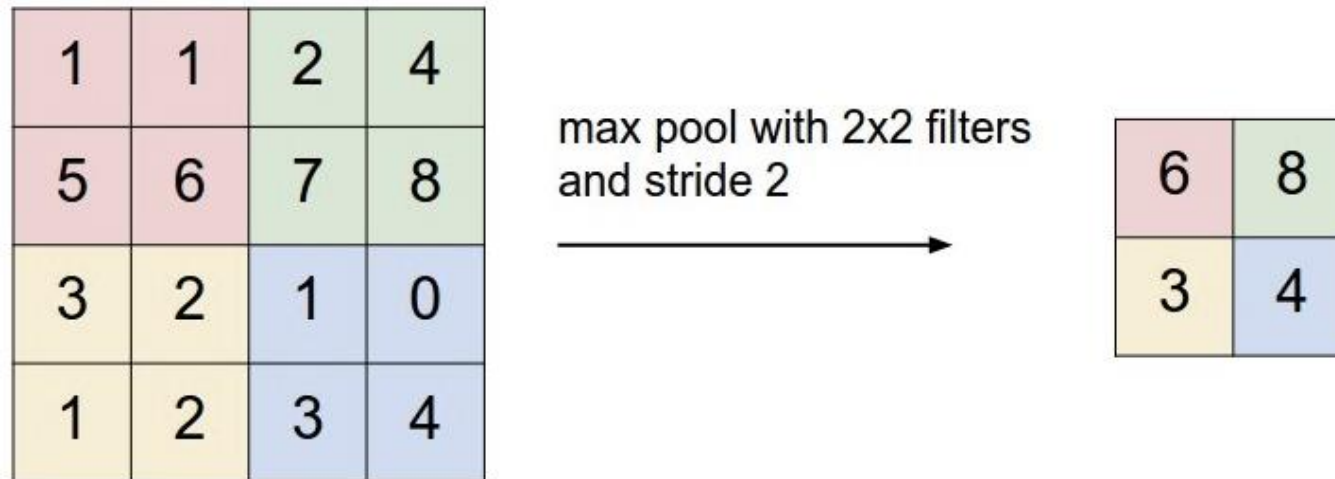 1 1 2 4
5 6 7 8
3 2 1 0
1 2 3 4
max pool with 2x2 filters
and stride 2
6 8
3 4